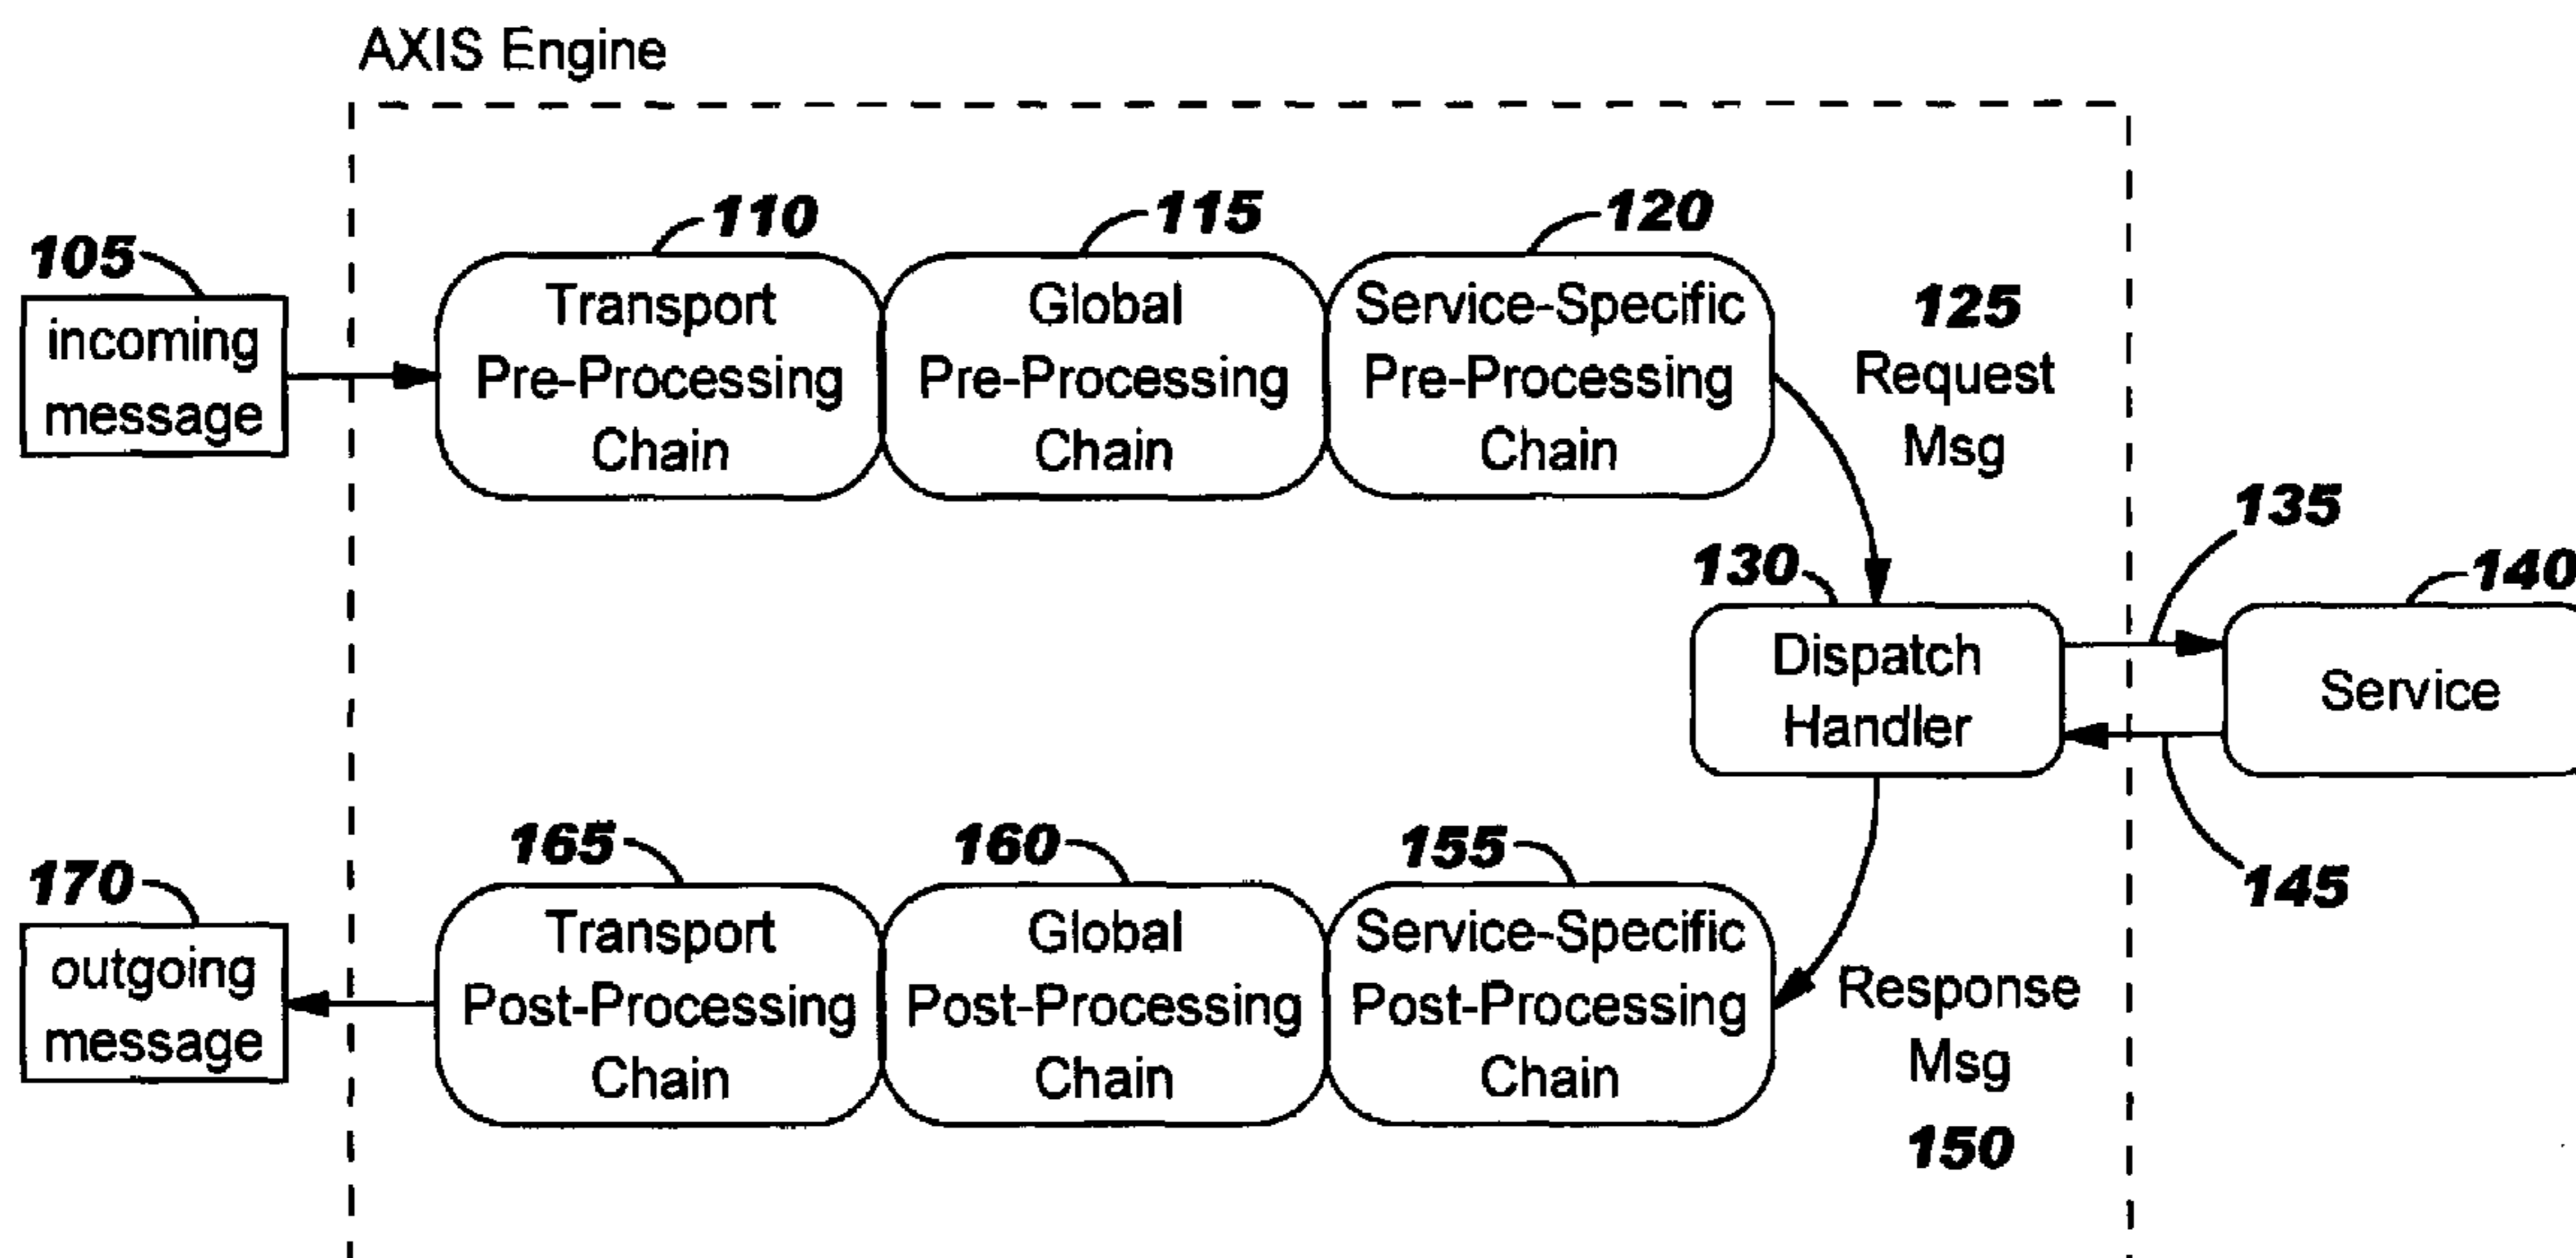 AXIS Engine
105
incoming
message
110
Transport
Pre-Processing
Chain
115
Global
Pre-Processing
Chain
120
Service-Specific
Pre-Processing
Chain
125
Request
Msg
130
Dispatch
Handler
135
140
Service
145
170
outgoing
message
165
Transport
Post-Processing
Chain
160
Global
Post-Processing
Chain
155
Service-Specific
Post-Processing
Chain
Response
Msg
150